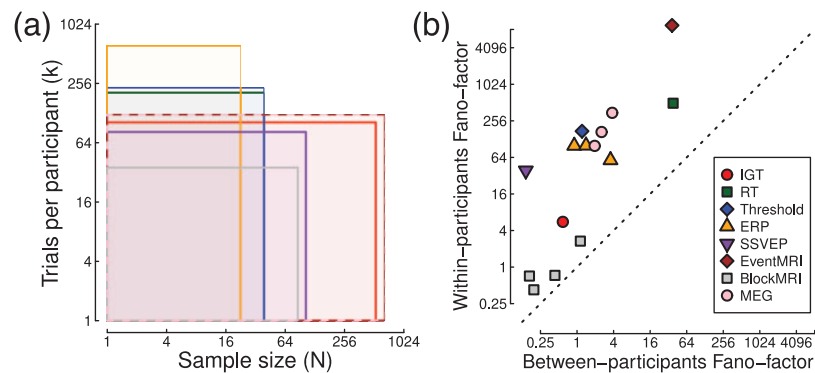 (a)
Trials per participant (k)
1024
256
64
16
4
1
1 4 16 64 256 1024
Sample size (N)
(b)
Within−participants Fano−factor
4096
1024
256
64
16
4
1
0.25
0.25 1 4 16 64 256 1024 4096
Between−participants Fano−factor
IGT
RT
Threshold
ERP
SSVEP
EventMRI
BlockMRI
MEG